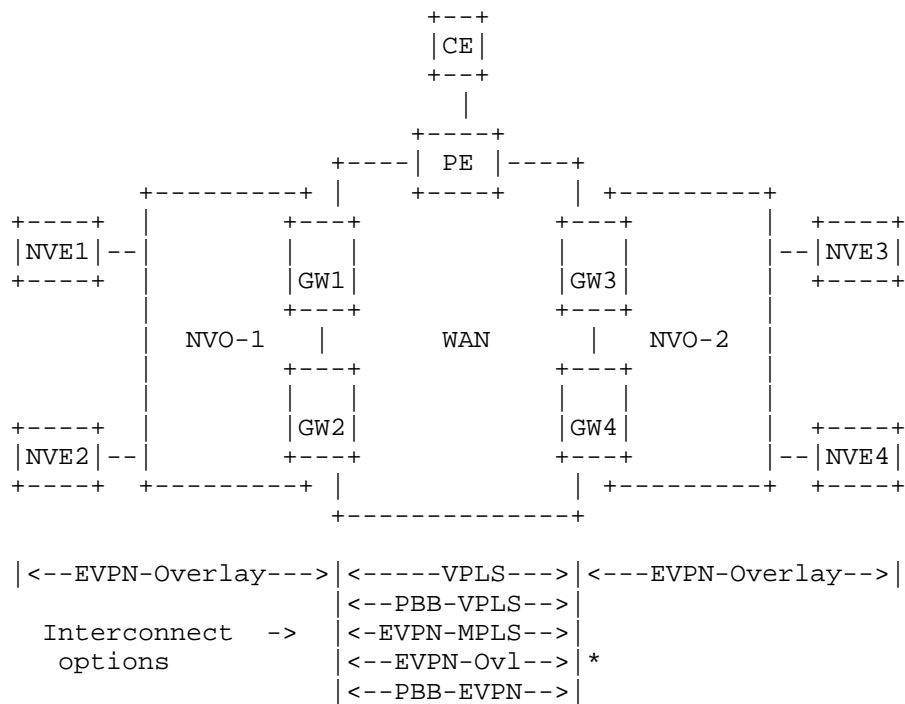 +--+
|CE|
+--+
|
+----+
+----| PE |----+
+---------+ | +----+ | +---------+
+----+ | +---+ +---+ | +----+
|NVE1|--| | | | | |--|NVE3|
+----+ | |GW1| |GW3| | +----+
| +---+ +---+ |
| NVO-1 | WAN | NVO-2 |
| +---+ +---+ |
| | | | | |
+----+ | |GW2| |GW4| | +----+
|NVE2|--| +---+ +---+ |--|NVE4|
+----+ +---------+ | | +---------+ +----+
+--------------+
|<--EVPN-Overlay--->|<-----VPLS--->|<---EVPN-Overlay-->|
|<--PBB-VPLS-->|
Interconnect -> |<-EVPN-MPLS-->|
options |<--EVPN-Ovl-->|*
|<--PBB-EVPN-->|